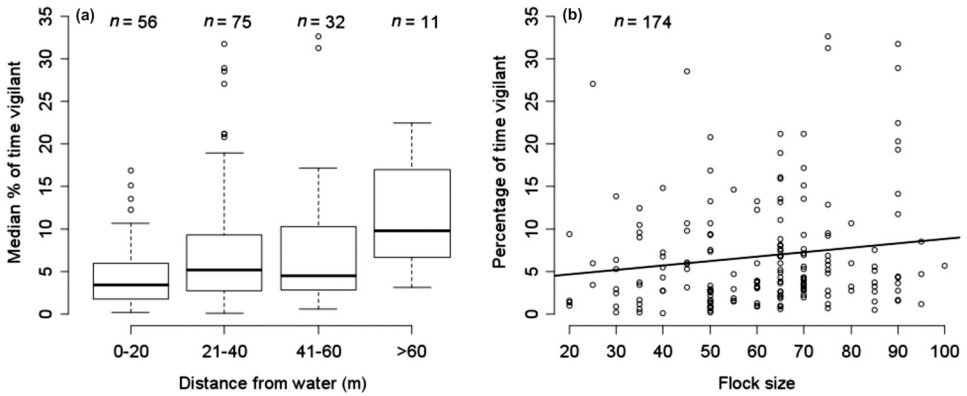 (a) n = 56 n = 75 n = 32 n = 11
Median % of time vigilant
35
30
25
20
15
10
5
0
0-20 21-40 41-60 >60
Distance from water (m)
(b) n = 174
Percentage of time vigilant
35
30
25
20
15
10
5
0
20 30 40 50 60 70 80 90 100
Flock size